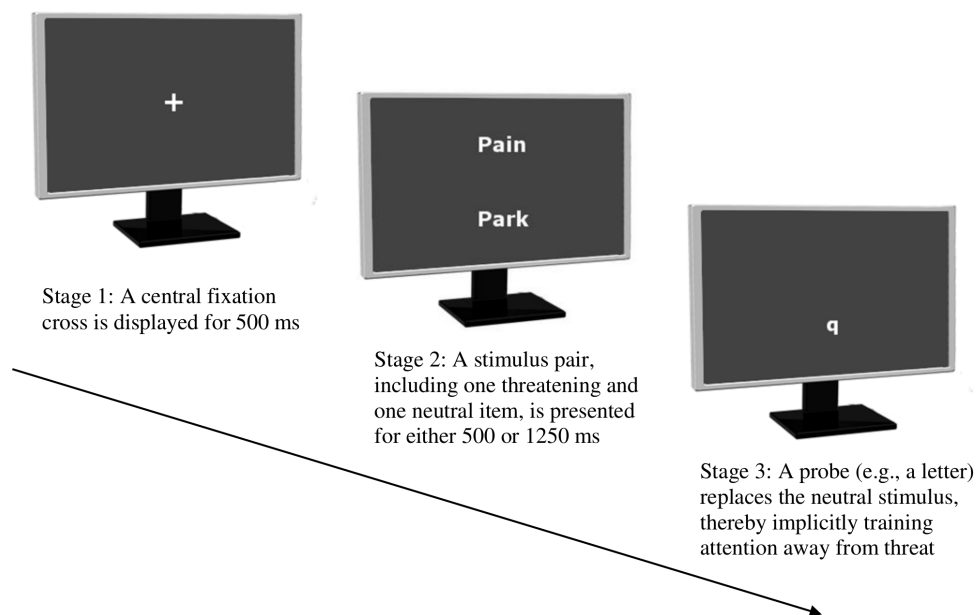 +
Pain
Park
q
Stage 1: A central fixation
cross is displayed for 500 ms
Stage 2: A stimulus pair,
including one threatening and
one neutral item, is presented
for either 500 or 1250 ms
Stage 3: A probe (e.g., a letter)
replaces the neutral stimulus,
thereby implicitly training
attention away from threat